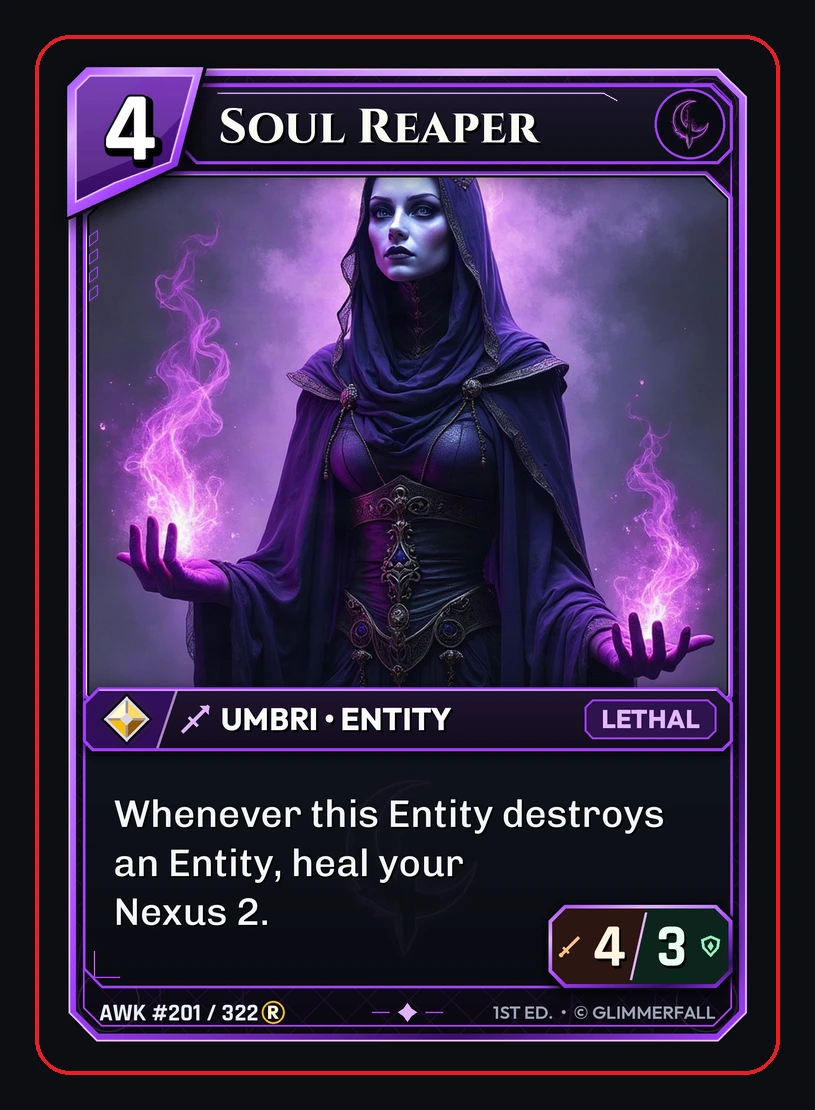 4
SOUL REAPER
UMBRI • ENTITY
LETHAL
Whenever this Entity destroys
an Entity, heal your
Nexus 2.
4/3
AWK #201 / 322 R
1ST ED. • © GLIMMERFALL